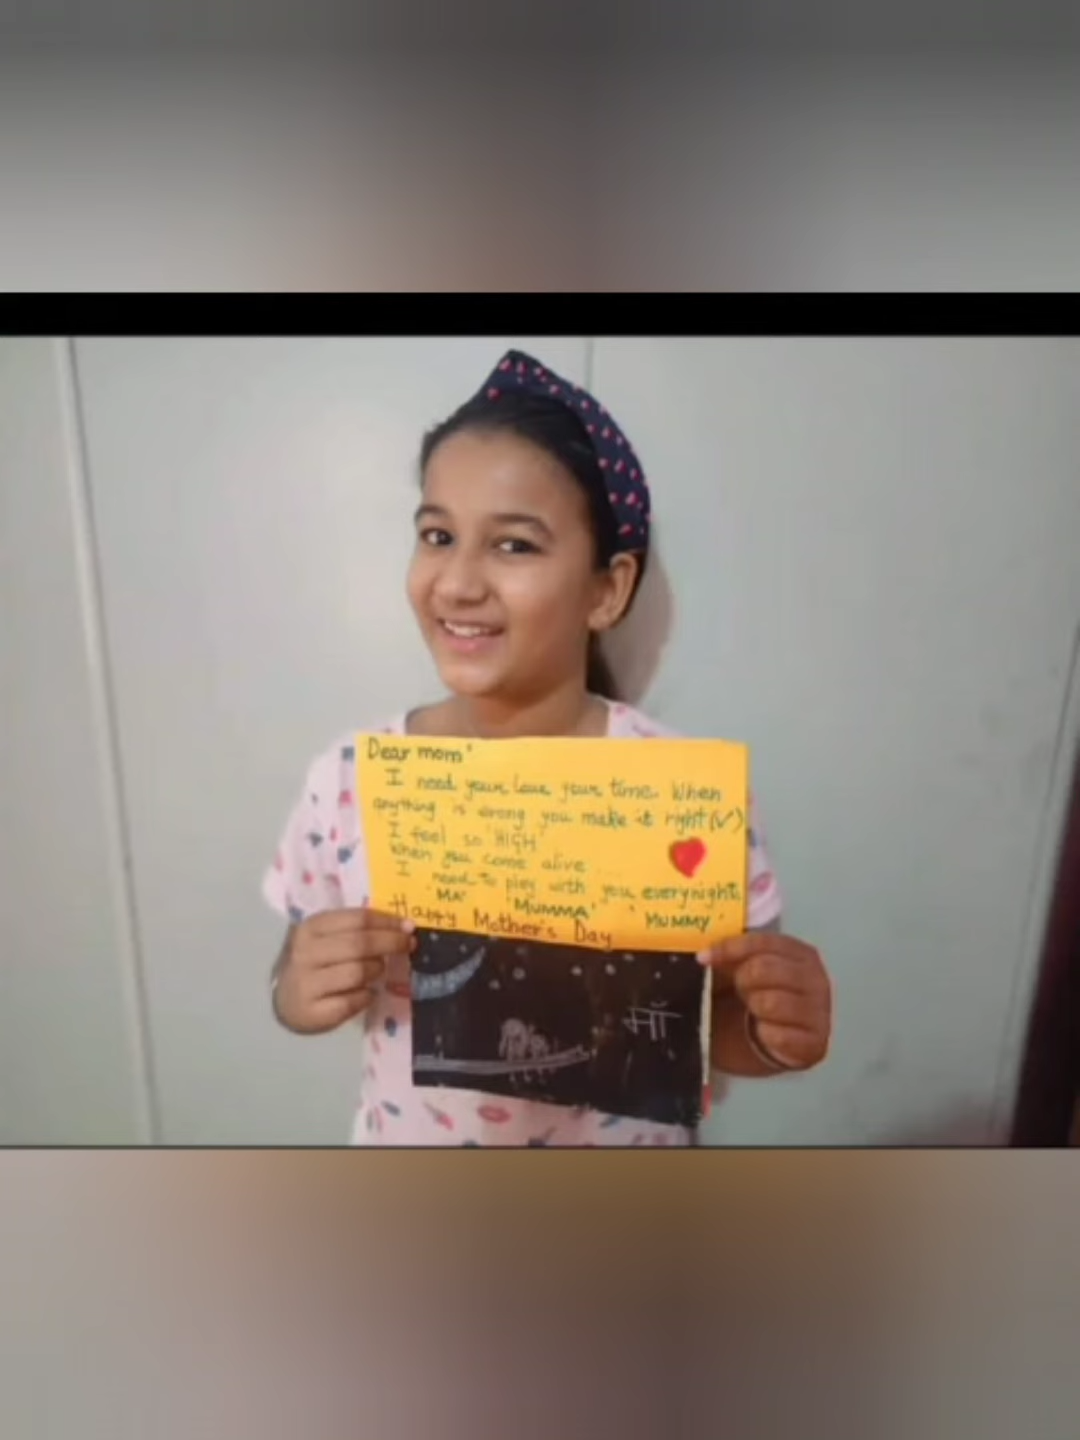 Dear mom'
I need your love your time. When
anything is wrong you make it right (✓)
I feel so 'HIGH'
When you come alive ....
I need to play with you everynight.
'MA' 'MUMMA' 'MUMMY'
Happy Mother's Day
माँ